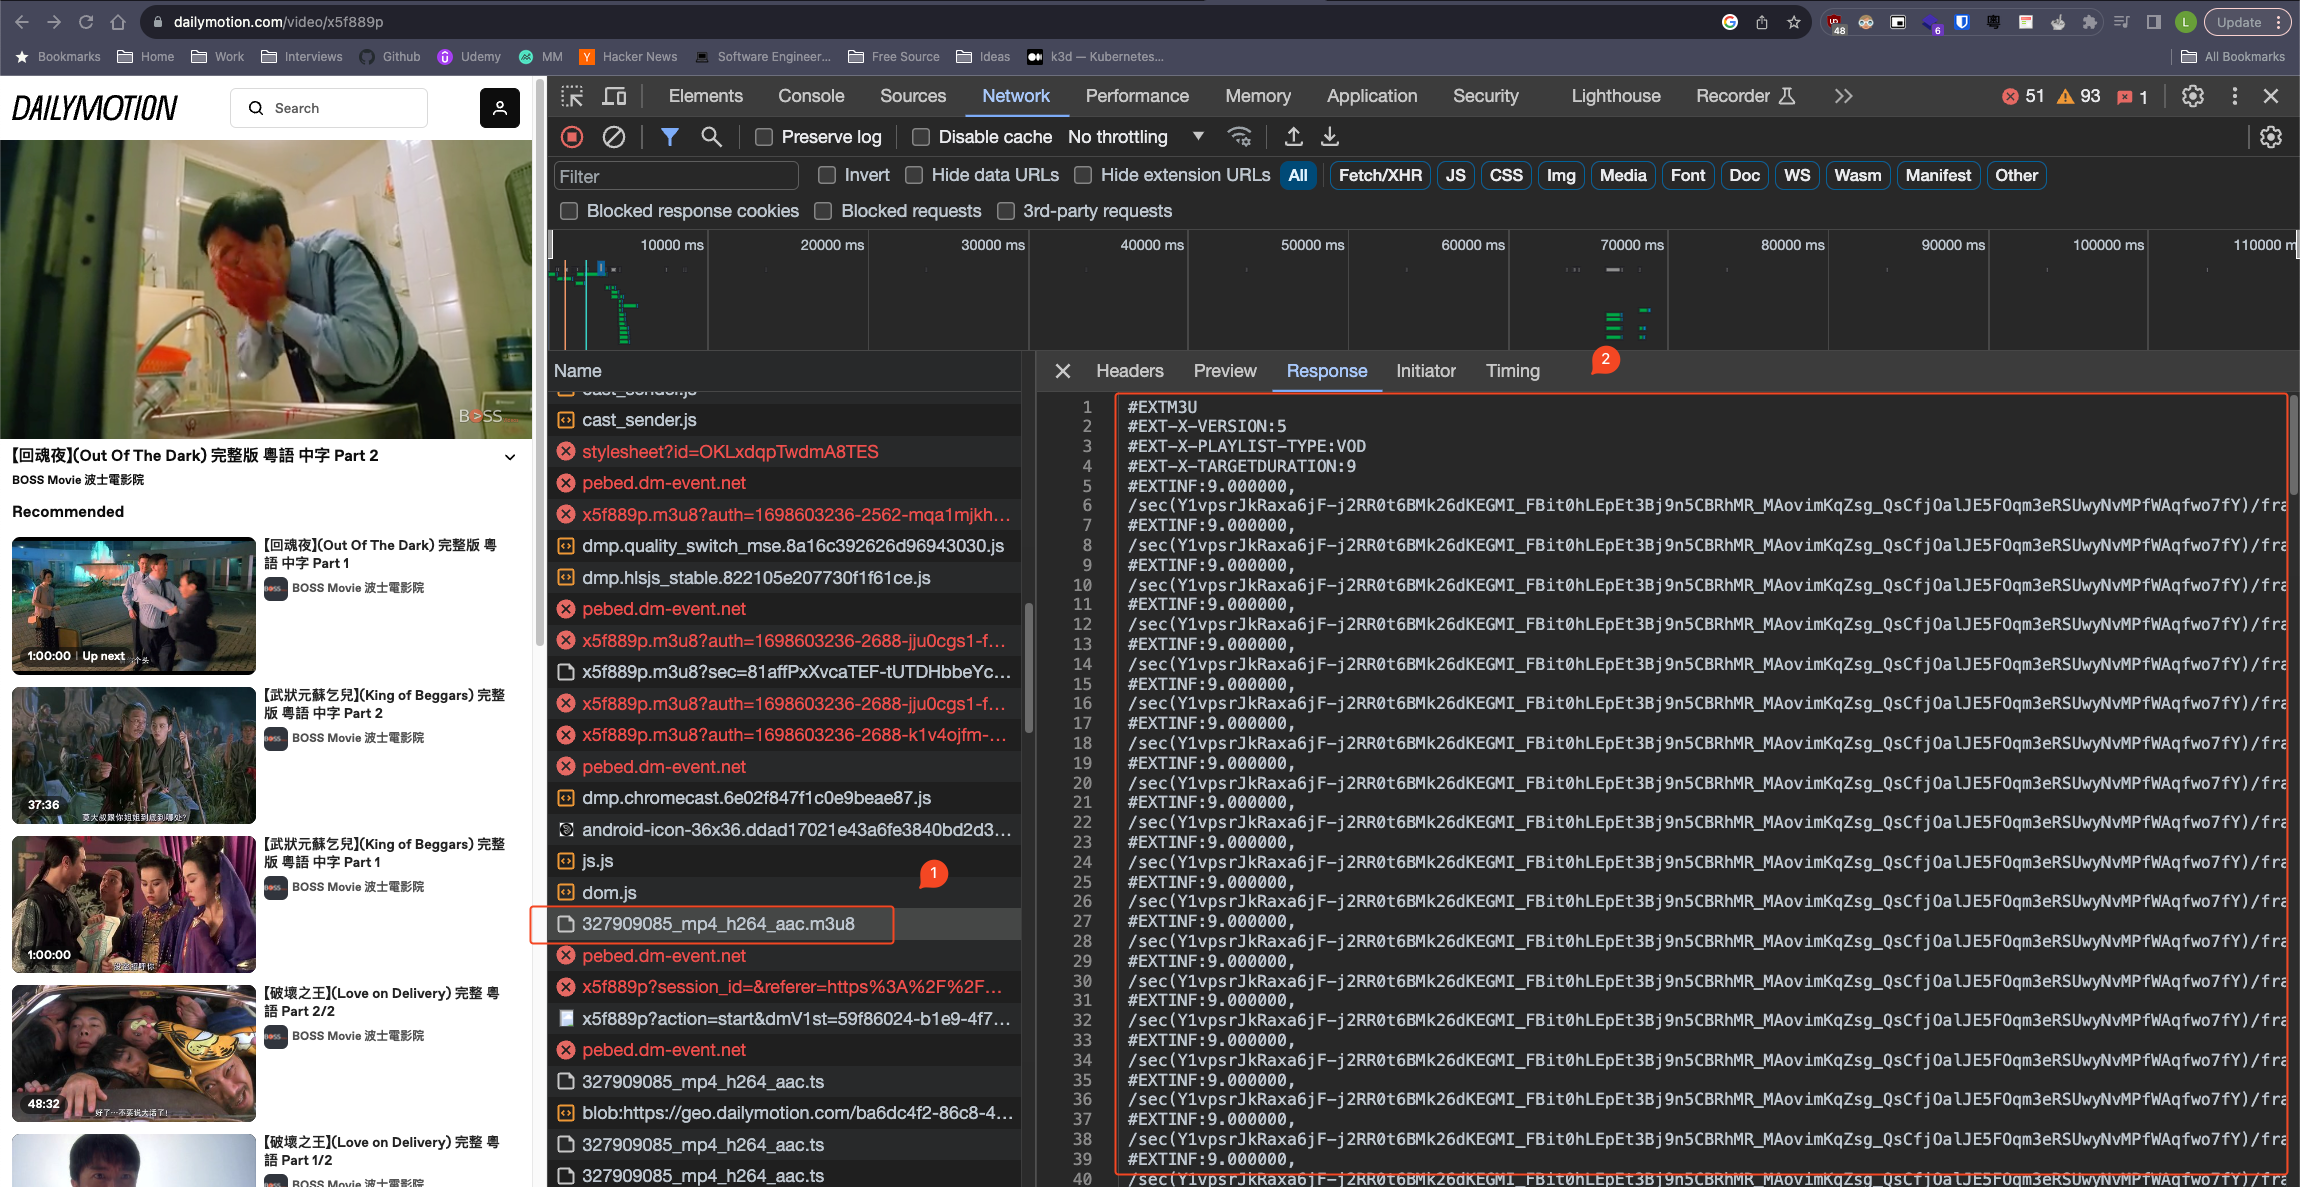 dailymotion.com/video/x5f889p
48
6
L
Update
Bookmarks
Home
Work
Interviews
Github
Udemy
MM
Hacker News
Software Engineer...
Free Source
Ideas
k3d — Kubernetes...
All Bookmarks
DAILYMOTION
Search
BOSS
【回魂夜】(Out Of The Dark) 完整版 粵語 中字 Part 2
BOSS Movie 波士電影院
Recommended
【回魂夜】(Out Of The Dark) 完整版 粵
語 中字 Part 1
BOSS Movie 波士電影院
1:00:00 | Up next
【武狀元蘇乞兒】(King of Beggars) 完整
版 粵語 中字 Part 2
BOSS Movie 波士電影院
37:36
莫大叔跟你姐姐到底到哪处?
【武狀元蘇乞兒】(King of Beggars) 完整
版 粵語 中字 Part 1
BOSS Movie 波士電影院
1:00:00
【破壞之王】(Love on Delivery) 完整 粵
語 Part 2/2
BOSS Movie 波士電影院
48:32
好了…不要说大话了!
【破壞之王】(Love on Delivery) 完整 粵
語 Part 1/2
BOSS Movie 波士電影院
Elements
Console
Sources
Network
Performance
Memory
Application
Security
Lighthouse
Recorder
51
93
1
Preserve log
Disable cache
No throttling
Filter
Invert
Hide data URLs
Hide extension URLs
All
Fetch/XHR
JS
CSS
Img
Media
Font
Doc
WS
Wasm
Manifest
Other
Blocked response cookies
Blocked requests
3rd-party requests
10000 ms
20000 ms
30000 ms
40000 ms
50000 ms
60000 ms
70000 ms
80000 ms
90000 ms
100000 ms
110000 m
Name
cast_sender.js
cast_sender.js
stylesheet?id=OKLxdqpTwdmA8TES
pebed.dm-event.net
x5f889p.m3u8?auth=1698603236-2562-mqa1mjkh...
dmp.quality_switch_mse.8a16c392626d96943030.js
dmp.hlsjs_stable.822105e207730f1f61ce.js
pebed.dm-event.net
x5f889p.m3u8?auth=1698603236-2688-jju0cgs1-f...
x5f889p.m3u8?sec=81affPxXvcaTEF-tUTDHbbeYc...
x5f889p.m3u8?auth=1698603236-2688-jju0cgs1-f...
x5f889p.m3u8?auth=1698603236-2688-k1v4ojfm-...
pebed.dm-event.net
dmp.chromecast.6e02f847f1c0e9beae87.js
android-icon-36x36.ddad17021e43a6fe3840bd2d3...
js.js
dom.js
1
327909085_mp4_h264_aac.m3u8
pebed.dm-event.net
x5f889p?session_id=&referer=https%3A%2F%2F...
x5f889p?action=start&dmV1st=59f86024-b1e9-4f7...
pebed.dm-event.net
327909085_mp4_h264_aac.ts
blob:https://geo.dailymotion.com/ba6dc4f2-86c8-4...
327909085_mp4_h264_aac.ts
327909085_mp4_h264_aac.ts
Headers
Preview
Response
Initiator
Timing
2
1 #EXTM3U
2 #EXT-X-VERSION:5
3 #EXT-X-PLAYLIST-TYPE:VOD
4 #EXT-X-TARGETDURATION:9
5 #EXTINF:9.000000,
6 /sec(Y1vpsrJkRaxa6jF-j2RR0t6BMk26dKEGMI_FBit0hLEpEt3Bj9n5CBRhMR_MAovimKqZsg_QsCfjOalJE5FOqm3eRSUwyNvMPfWAqfwo7fY)/fra
7 #EXTINF:9.000000,
8 /sec(Y1vpsrJkRaxa6jF-j2RR0t6BMk26dKEGMI_FBit0hLEpEt3Bj9n5CBRhMR_MAovimKqZsg_QsCfjOalJE5FOqm3eRSUwyNvMPfWAqfwo7fY)/fra
9 #EXTINF:9.000000,
10 /sec(Y1vpsrJkRaxa6jF-j2RR0t6BMk26dKEGMI_FBit0hLEpEt3Bj9n5CBRhMR_MAovimKqZsg_QsCfjOalJE5FOqm3eRSUwyNvMPfWAqfwo7fY)/fra
11 #EXTINF:9.000000,
12 /sec(Y1vpsrJkRaxa6jF-j2RR0t6BMk26dKEGMI_FBit0hLEpEt3Bj9n5CBRhMR_MAovimKqZsg_QsCfjOalJE5FOqm3eRSUwyNvMPfWAqfwo7fY)/fra
13 #EXTINF:9.000000,
14 /sec(Y1vpsrJkRaxa6jF-j2RR0t6BMk26dKEGMI_FBit0hLEpEt3Bj9n5CBRhMR_MAovimKqZsg_QsCfjOalJE5FOqm3eRSUwyNvMPfWAqfwo7fY)/fra
15 #EXTINF:9.000000,
16 /sec(Y1vpsrJkRaxa6jF-j2RR0t6BMk26dKEGMI_FBit0hLEpEt3Bj9n5CBRhMR_MAovimKqZsg_QsCfjOalJE5FOqm3eRSUwyNvMPfWAqfwo7fY)/fra
17 #EXTINF:9.000000,
18 /sec(Y1vpsrJkRaxa6jF-j2RR0t6BMk26dKEGMI_FBit0hLEpEt3Bj9n5CBRhMR_MAovimKqZsg_QsCfjOalJE5FOqm3eRSUwyNvMPfWAqfwo7fY)/fra
19 #EXTINF:9.000000,
20 /sec(Y1vpsrJkRaxa6jF-j2RR0t6BMk26dKEGMI_FBit0hLEpEt3Bj9n5CBRhMR_MAovimKqZsg_QsCfjOalJE5FOqm3eRSUwyNvMPfWAqfwo7fY)/fra
21 #EXTINF:9.000000,
22 /sec(Y1vpsrJkRaxa6jF-j2RR0t6BMk26dKEGMI_FBit0hLEpEt3Bj9n5CBRhMR_MAovimKqZsg_QsCfjOalJE5FOqm3eRSUwyNvMPfWAqfwo7fY)/fra
23 #EXTINF:9.000000,
24 /sec(Y1vpsrJkRaxa6jF-j2RR0t6BMk26dKEGMI_FBit0hLEpEt3Bj9n5CBRhMR_MAovimKqZsg_QsCfjOalJE5FOqm3eRSUwyNvMPfWAqfwo7fY)/fra
25 #EXTINF:9.000000,
26 /sec(Y1vpsrJkRaxa6jF-j2RR0t6BMk26dKEGMI_FBit0hLEpEt3Bj9n5CBRhMR_MAovimKqZsg_QsCfjOalJE5FOqm3eRSUwyNvMPfWAqfwo7fY)/fra
27 #EXTINF:9.000000,
28 /sec(Y1vpsrJkRaxa6jF-j2RR0t6BMk26dKEGMI_FBit0hLEpEt3Bj9n5CBRhMR_MAovimKqZsg_QsCfjOalJE5FOqm3eRSUwyNvMPfWAqfwo7fY)/fra
29 #EXTINF:9.000000,
30 /sec(Y1vpsrJkRaxa6jF-j2RR0t6BMk26dKEGMI_FBit0hLEpEt3Bj9n5CBRhMR_MAovimKqZsg_QsCfjOalJE5FOqm3eRSUwyNvMPfWAqfwo7fY)/fra
31 #EXTINF:9.000000,
32 /sec(Y1vpsrJkRaxa6jF-j2RR0t6BMk26dKEGMI_FBit0hLEpEt3Bj9n5CBRhMR_MAovimKqZsg_QsCfjOalJE5FOqm3eRSUwyNvMPfWAqfwo7fY)/fra
33 #EXTINF:9.000000,
34 /sec(Y1vpsrJkRaxa6jF-j2RR0t6BMk26dKEGMI_FBit0hLEpEt3Bj9n5CBRhMR_MAovimKqZsg_QsCfjOalJE5FOqm3eRSUwyNvMPfWAqfwo7fY)/fra
35 #EXTINF:9.000000,
36 /sec(Y1vpsrJkRaxa6jF-j2RR0t6BMk26dKEGMI_FBit0hLEpEt3Bj9n5CBRhMR_MAovimKqZsg_QsCfjOalJE5FOqm3eRSUwyNvMPfWAqfwo7fY)/fra
37 #EXTINF:9.000000,
38 /sec(Y1vpsrJkRaxa6jF-j2RR0t6BMk26dKEGMI_FBit0hLEpEt3Bj9n5CBRhMR_MAovimKqZsg_QsCfjOalJE5FOqm3eRSUwyNvMPfWAqfwo7fY)/fra
39 #EXTINF:9.000000,
40 /sec(Y1vpsrJkRaxa6jF-j2RR0t6BMk26dKEGMI_FBit0hLEpEt3Bj9n5CBRhMR_MAovimKqZsg_QsCfjOalJE5FOqm3eRSUwyNvMPfWAqfwo7fY)/fra